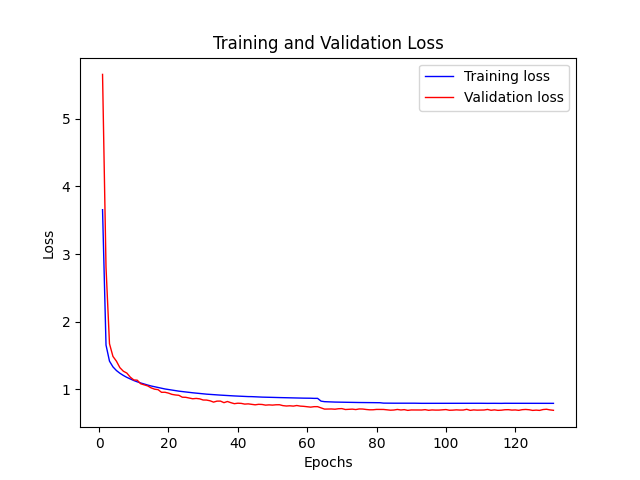 Training and Validation Loss
Training loss
Validation loss
5
4
3
2
1
Loss
0 20 40 60 80 100 120
Epochs